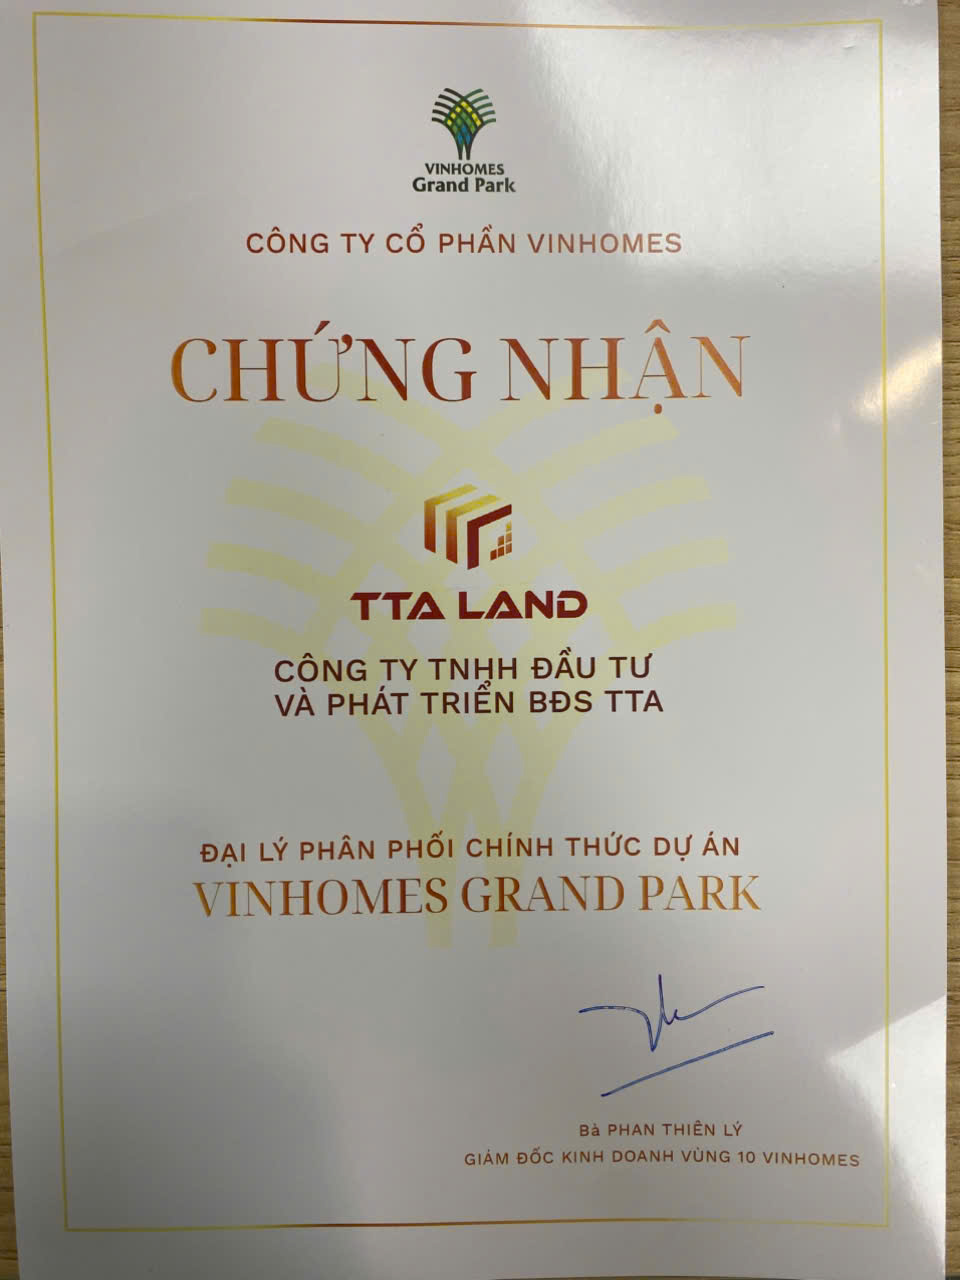 VINHOMES
Grand Park
CÔNG TY CỔ PHẦN VINHOMES
CHỨNG NHẬN
TTA LAND
CÔNG TY TNHH ĐẦU TƯ
VÀ PHÁT TRIỂN BĐS TTA
ĐẠI LÝ PHÂN PHỐI CHÍNH THỨC DỰ ÁN
VINHOMES GRAND PARK
Bà PHAN THIÊN LÝ
GIÁM ĐỐC KINH DOANH VÙNG 10 VINHOMES